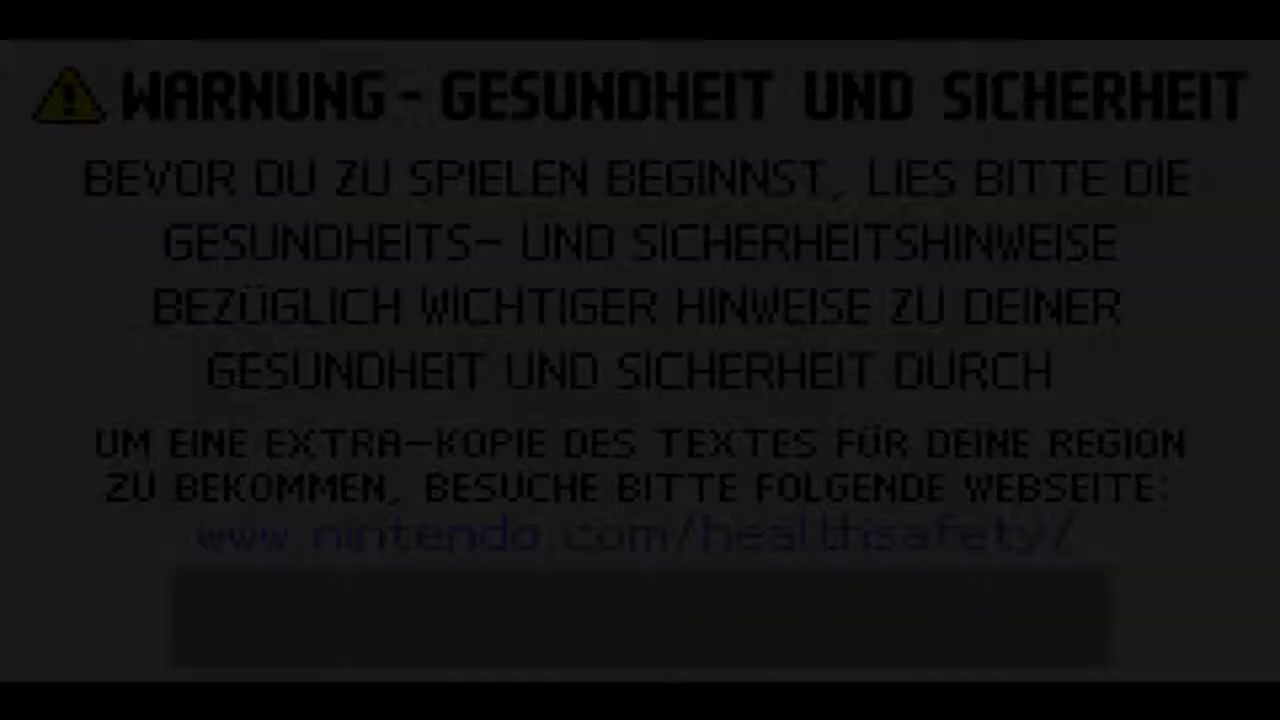 WARNUNG - GESUNDHEIT UND SICHERHEIT
BEVOR DU ZU SPIELEN BEGINNST, LIES BITTE DIE
GESUNDHEITS- UND SICHERHEITSHINWEISE
BEZÜGLICH WICHTIGER HINWEISE ZU DEINER
GESUNDHEIT UND SICHERHEIT DURCH
UM EINE EXTRA-KOPIE DES TEXTES FÜR DEINE REGION
ZU BEKOMMEN, BESUCHE BITTE FOLGENDE WEBSEITE:
www.nintendo.com/healthsafety/